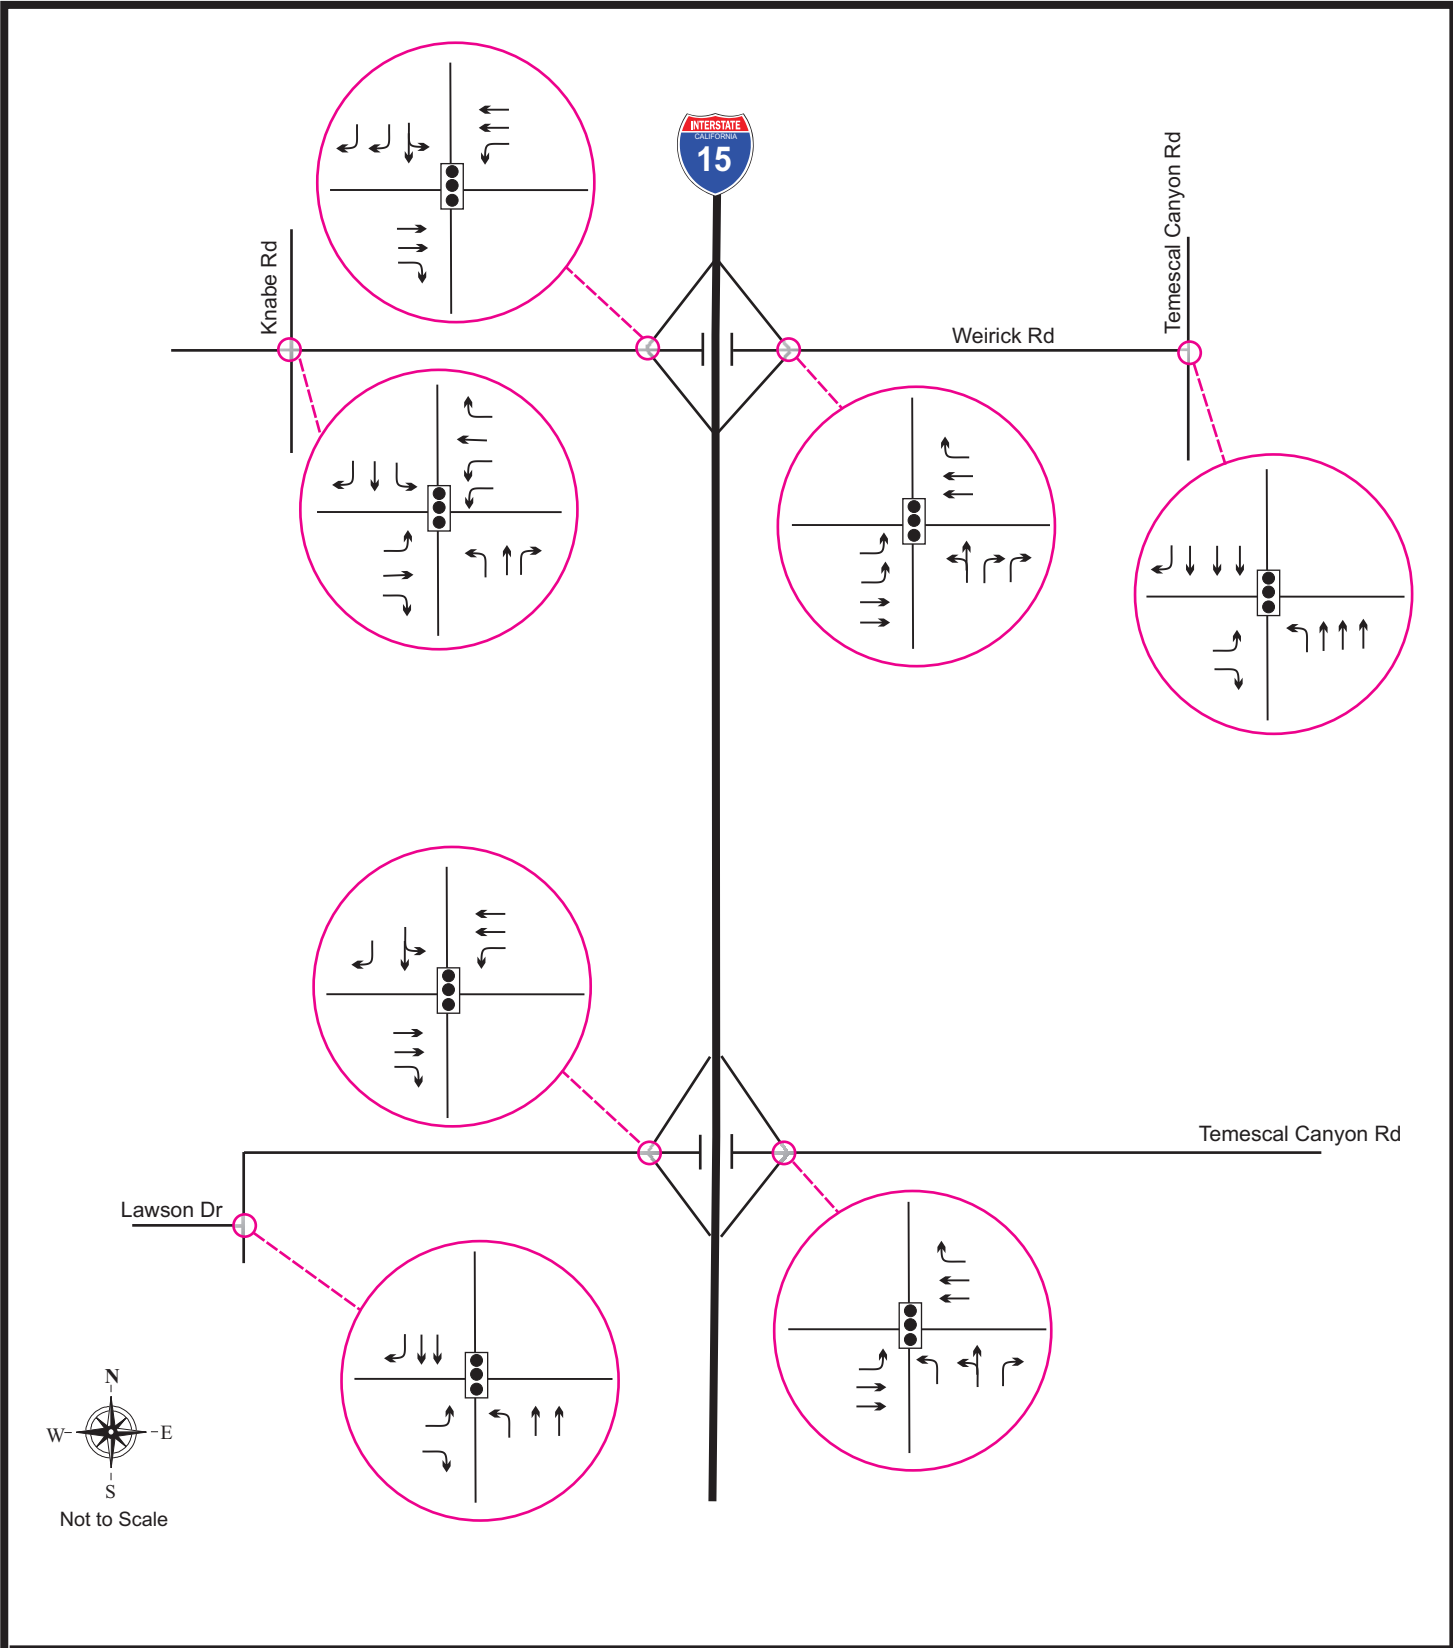 INTERSTATE
CALIFORNIA
15
Knabe Rd
Temescal Canyon Rd
Weirick Rd
Temescal Canyon Rd
Lawson Dr
N
W
E
S
Not to Scale